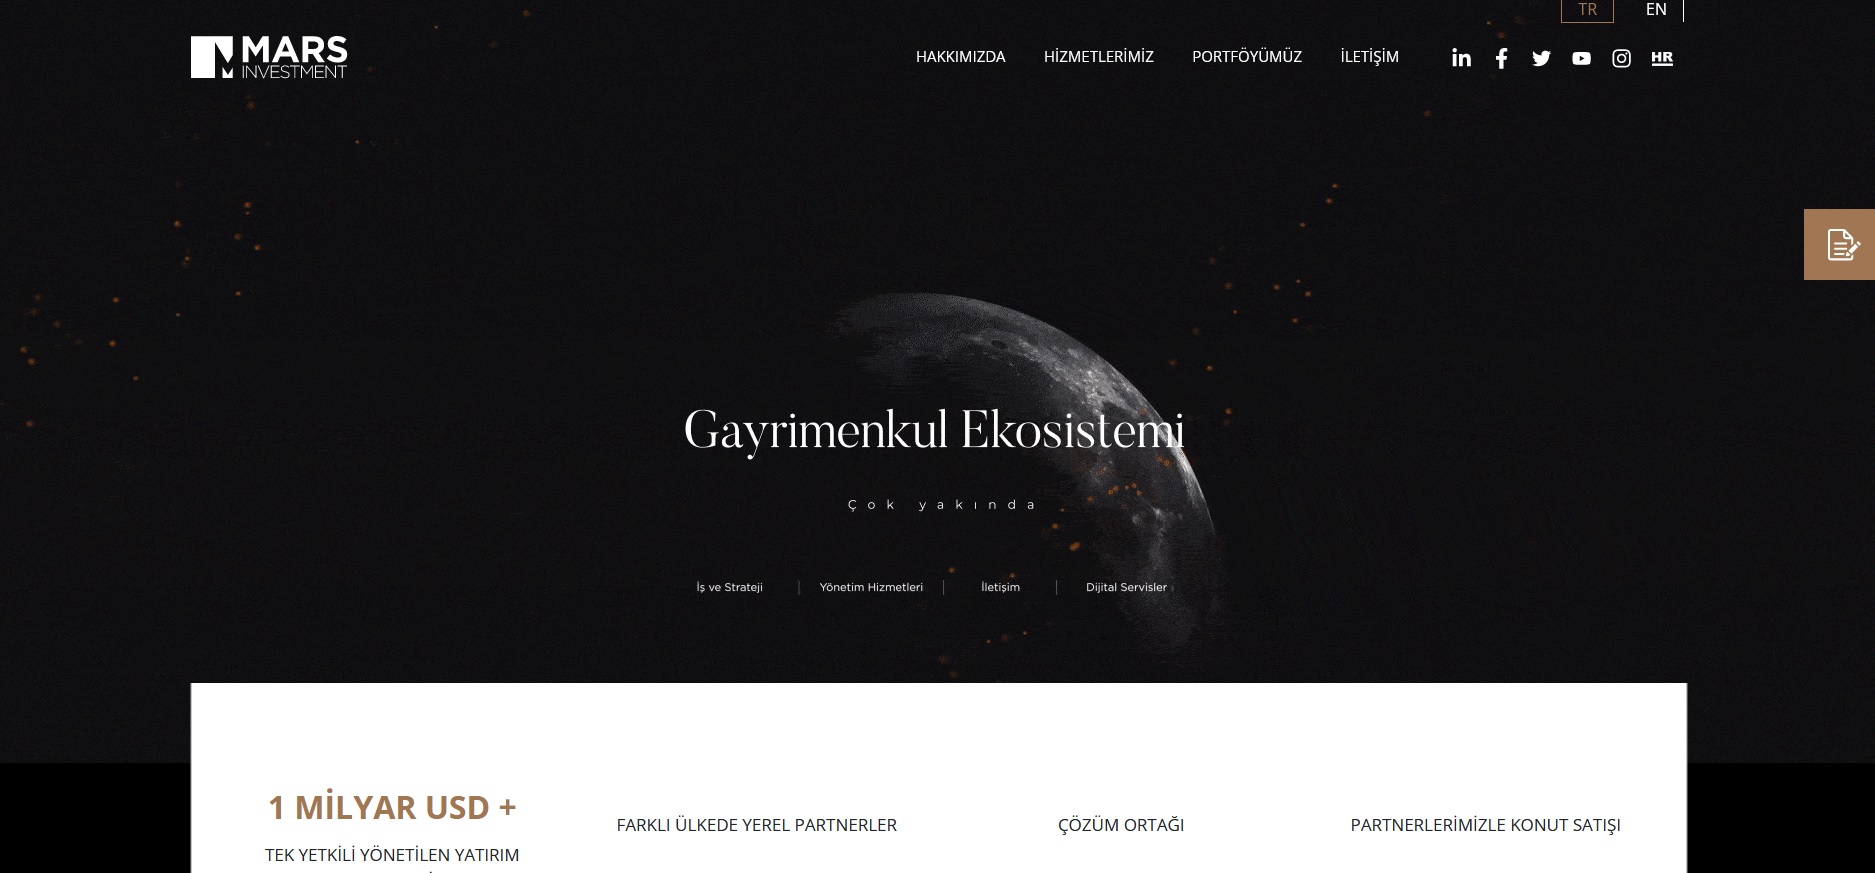 TR EN
MARS
INVESTMENT
HAKKIMIZDA HİZMETLERİMİZ PORTFÖYÜMÜZ İLETİŞİM in f HR
Gayrimenkul Ekosistemi
Çok yakında
İş ve Strateji | Yönetim Hizmetleri | İletişim | Dijital Servisler
1 MİLYAR USD +
TEK YETKİLİ YÖNETİLEN YATIRIM
FARKLI ÜLKEDE YEREL PARTNERLER
ÇÖZÜM ORTAĞI
PARTNERLERİMİZLE KONUT SATIŞI